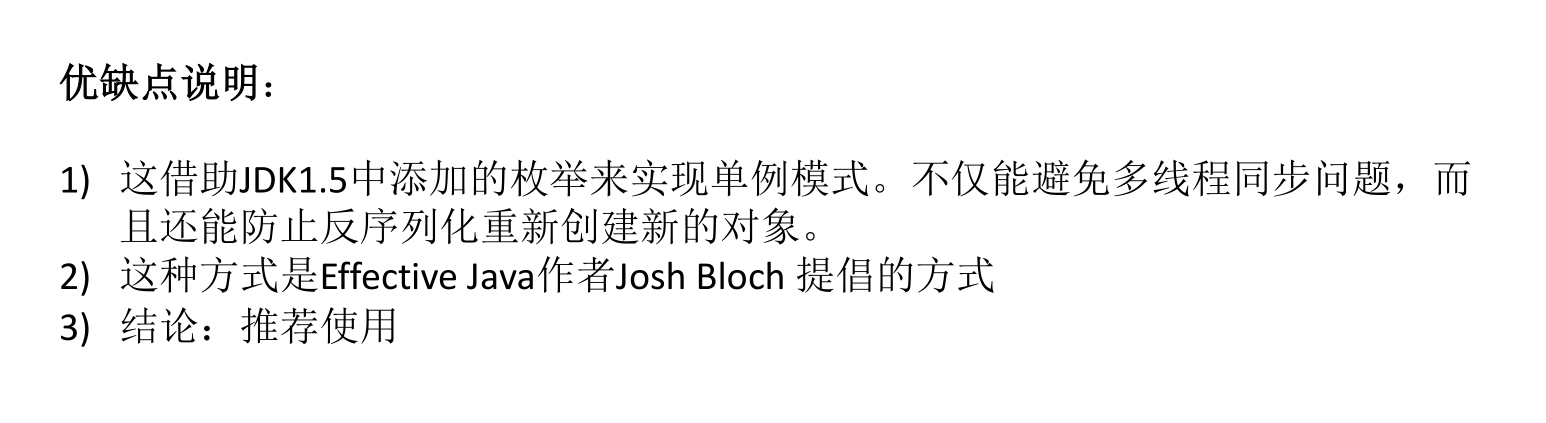 优缺点说明：
1) 这借助JDK1.5中添加的枚举来实现单例模式。不仅能避免多线程同步问题，而
且还能防止反序列化重新创建新的对象。
2) 这种方式是Effective Java作者Josh Bloch 提倡的方式
3) 结论：推荐使用